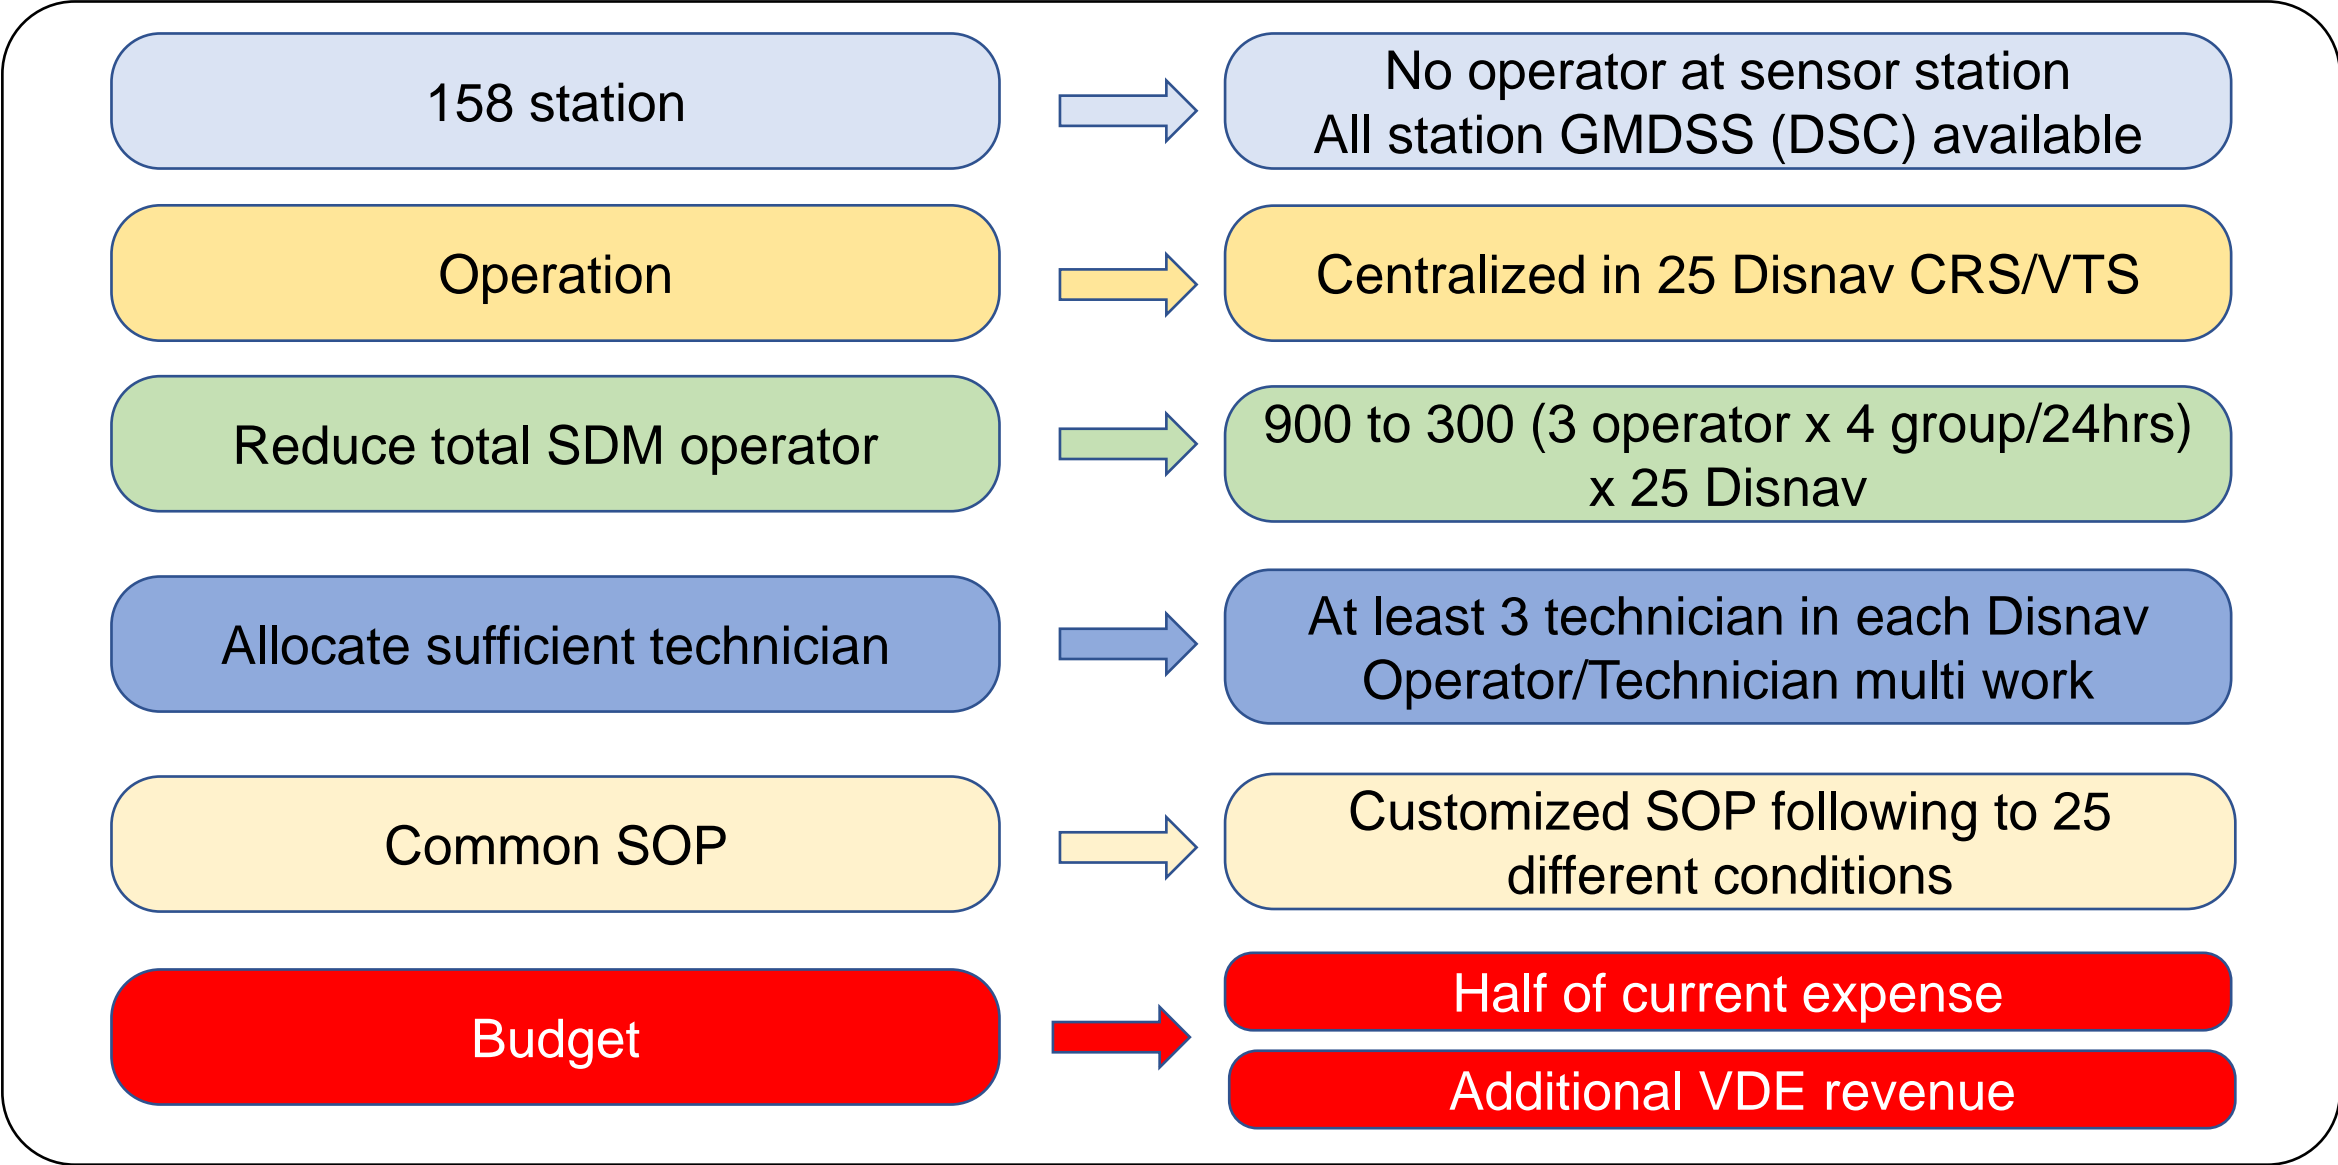 158 station
No operator at sensor station
All station GMDSS (DSC) available
Operation
Centralized in 25 Disnav CRS/VTS
Reduce total SDM operator
900 to 300 (3 operator x 4 group/24hrs)
x 25 Disnav
Allocate sufficient technician
At least 3 technician in each Disnav
Operator/Technician multi work
Common SOP
Customized SOP following to 25
different conditions
Budget
Half of current expense
Additional VDE revenue